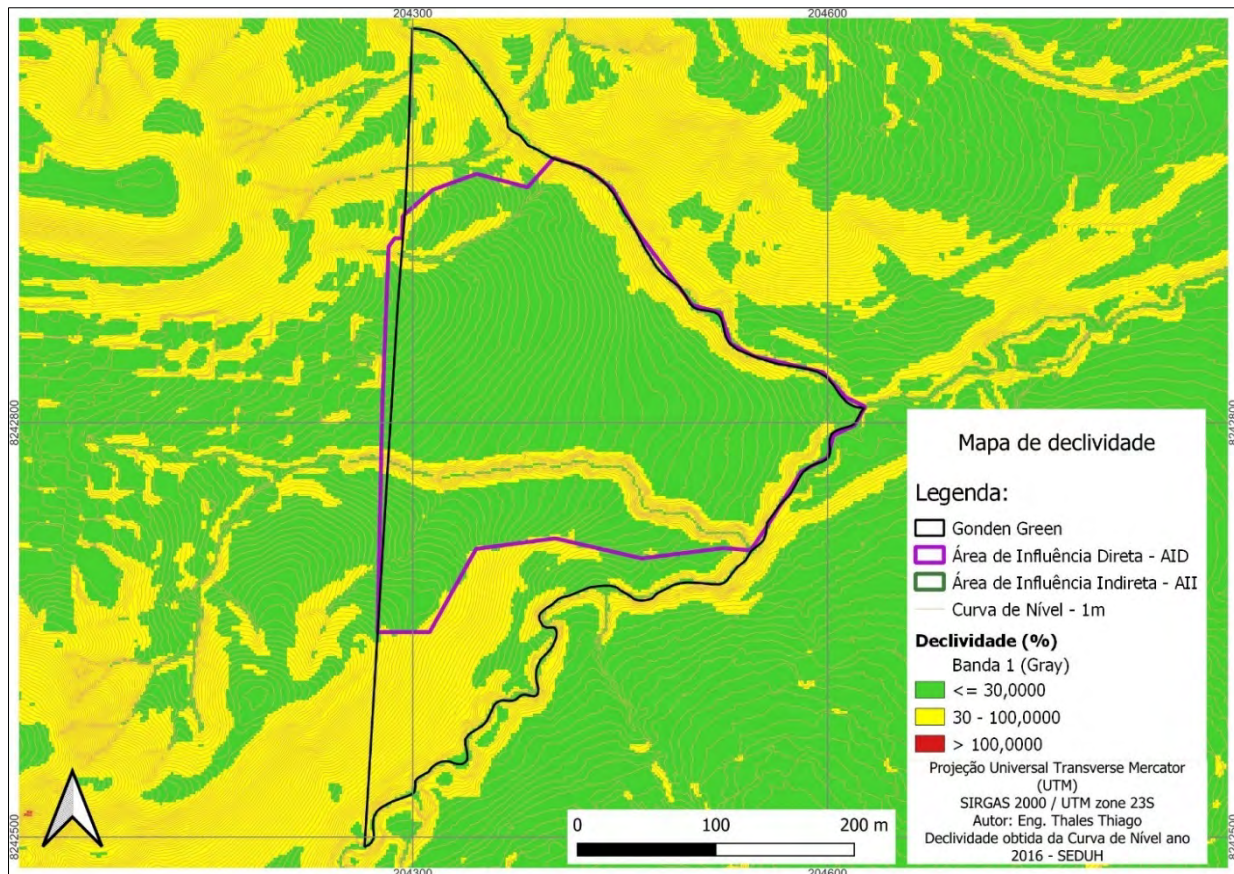 204300
204600
8242800
8242800
Mapa de declividade
Legenda:
Gonden Green
Área de Influência Direta - AID
Área de Influência Indireta - AII
Curva de Nível - 1m
Declividade (%)
Banda 1 (Gray)
<= 30,0000
30 - 100,0000
> 100,0000
Projeção Universal Transverse Mercator
(UTM)
SIRGAS 2000 / UTM zone 23S
Autor: Eng. Thales Thiago
Declividade obtida da Curva de Nível ano
2016 - SEDUH
0 100 200 m
8242500
8242500
204300
204600